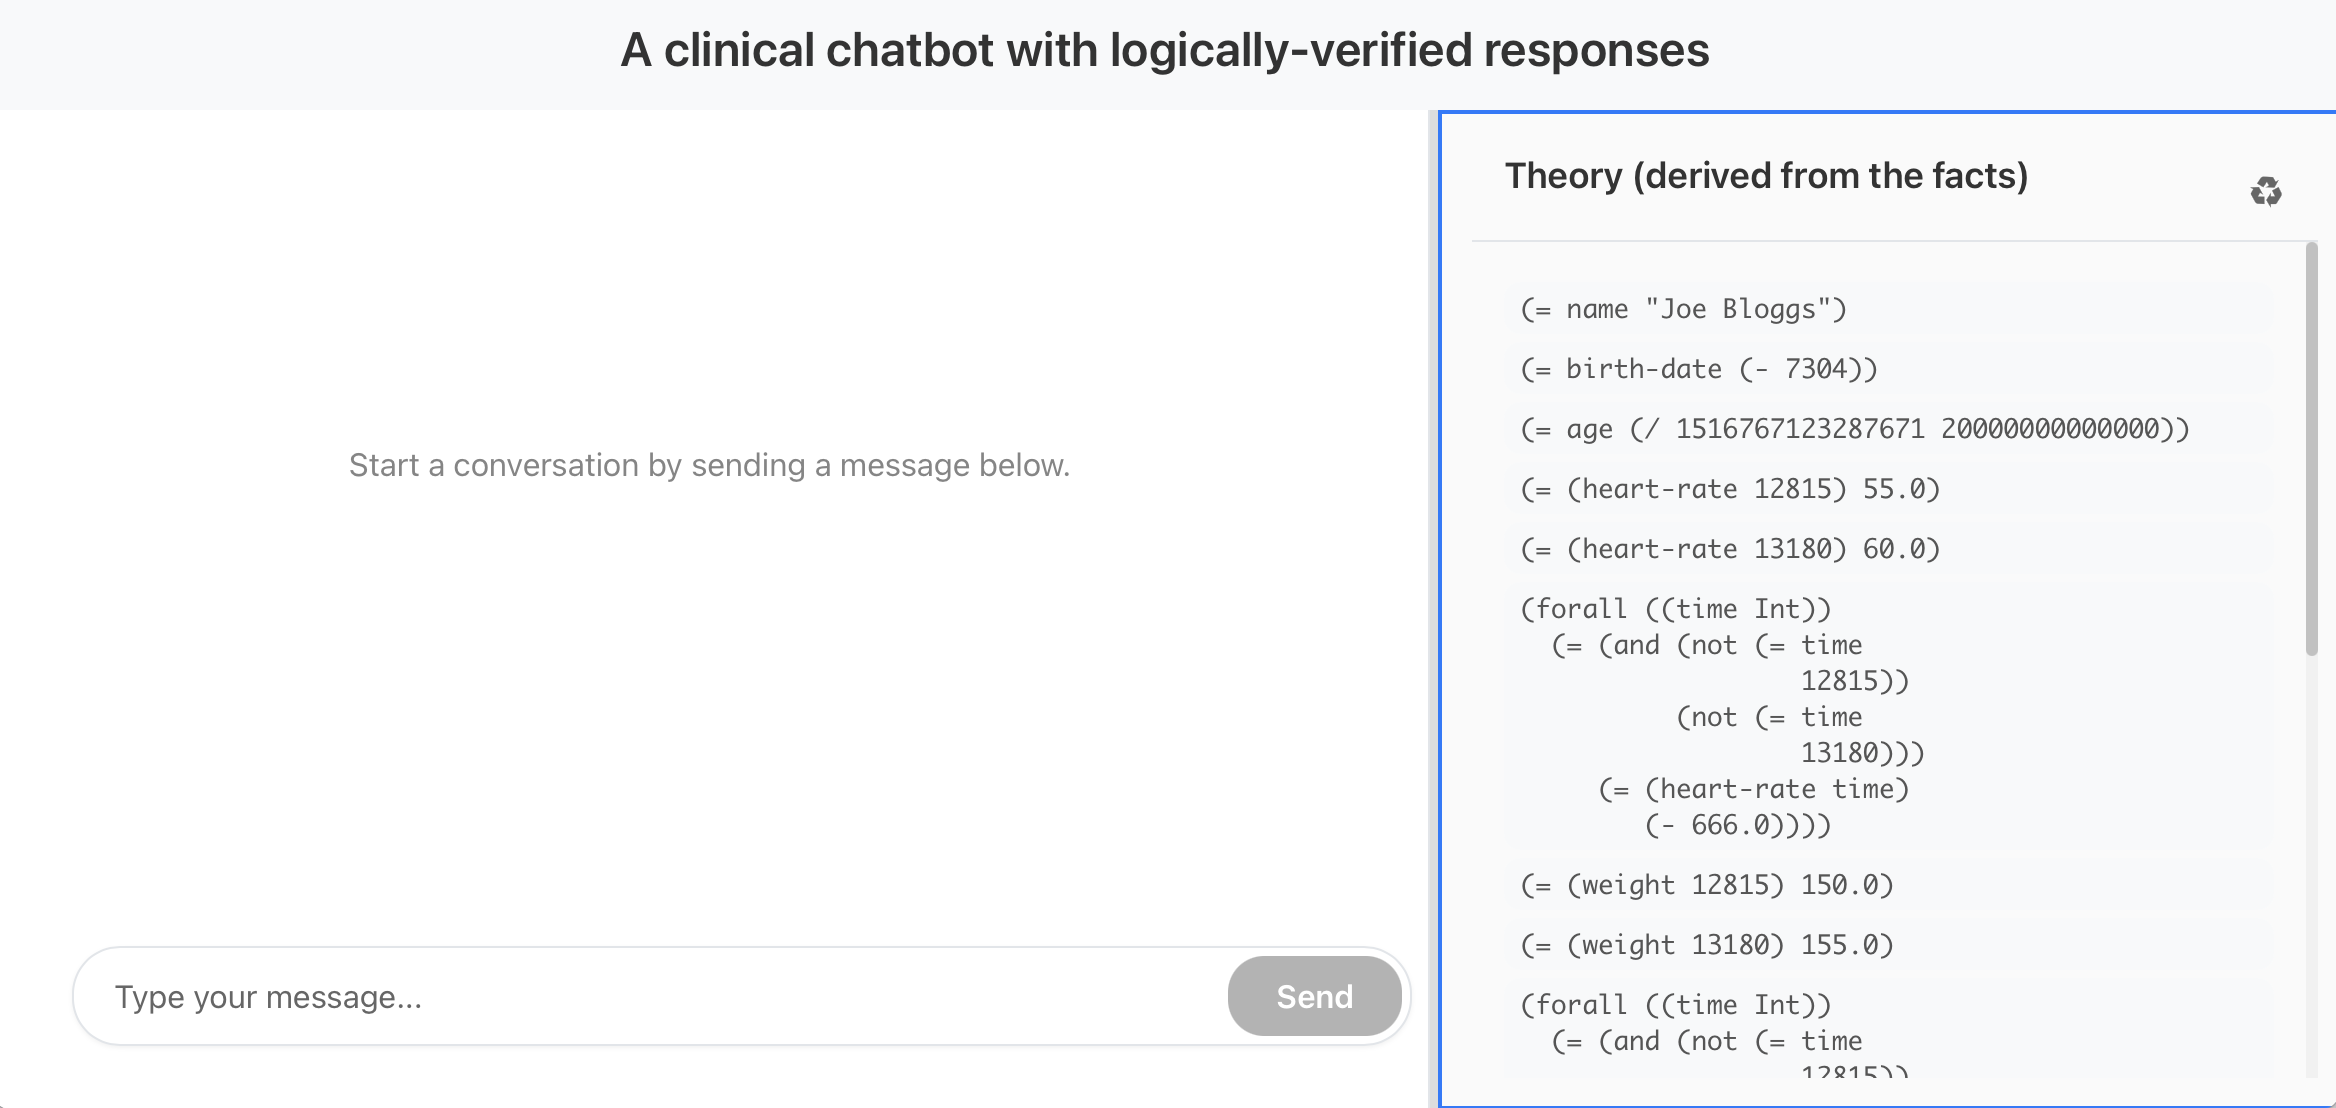 A clinical chatbot with logically-verified responses
Start a conversation by sending a message below.
Type your message...
Send
Theory (derived from the facts)
(= name "Joe Bloggs")
(= birth-date (- 7304))
(= age (/ 1516767123287671 20000000000000))
(= (heart-rate 12815) 55.0)
(= (heart-rate 13180) 60.0)
(forall ((time Int))
(= (and (not (= time
12815))
(not (= time
13180)))
(= (heart-rate time)
(- 666.0))))
(= (weight 12815) 150.0)
(= (weight 13180) 155.0)
(forall ((time Int))
(= (and (not (= time
12815))